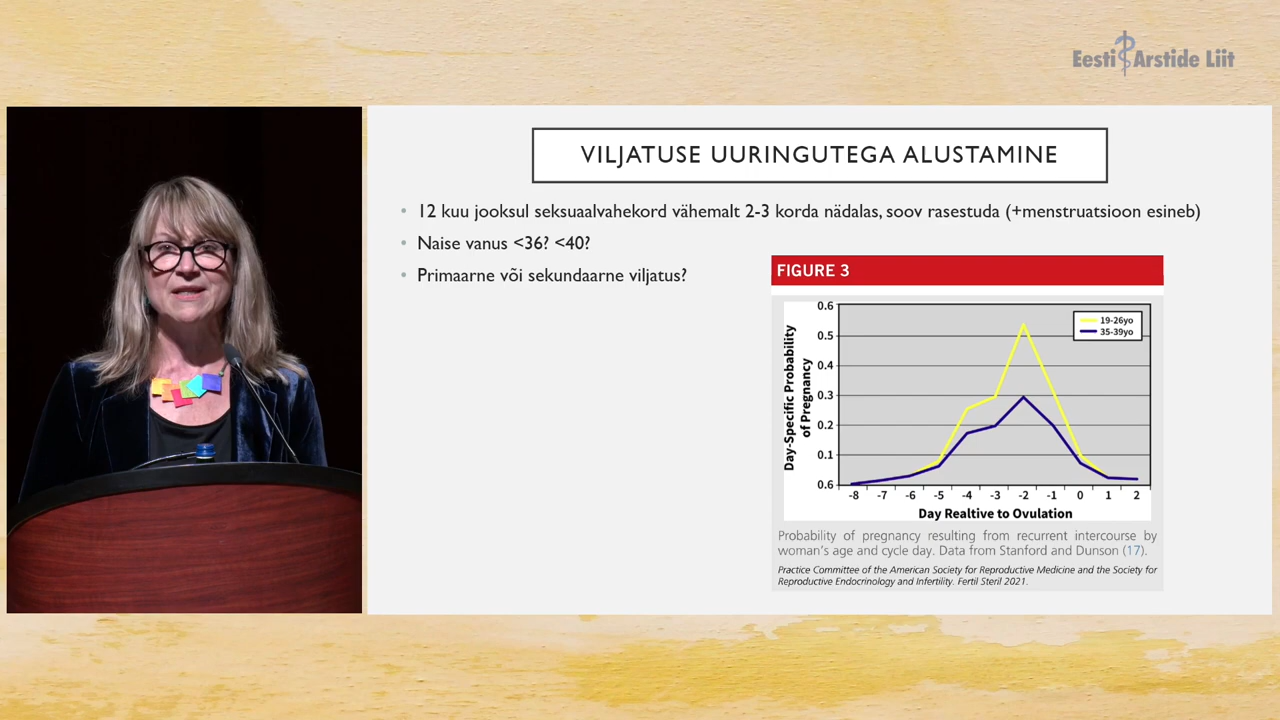 Eesti Arstide Liit
VILJATUSE UURINGUTEGA ALUSTAMINE
• 12 kuu jooksul seksuaalvahekord vähemalt 2-3 korda nädalas, soov rasestuda (+menstruatsioon esineb)
• Naise vanus <36? <40?
• Primaarne või sekundaarne viljatus?
FIGURE 3
Day-Specific Probability
of Pregnancy
0.6
0.5
0.4
0.3
0.2
0.1
0.6
19-26yo
35-39yo
-8 -7 -6 -5 -4 -3 -2 -1 0 1 2
Day Realtive to Ovulation
Probability of pregnancy resulting from recurrent intercourse by
woman's age and cycle day. Data from Stanford and Dunson (17).
Practice Committee of the American Society for Reproductive Medicine and the Society for
Reproductive Endocrinology and Infertility. Fertil Steril 2021.